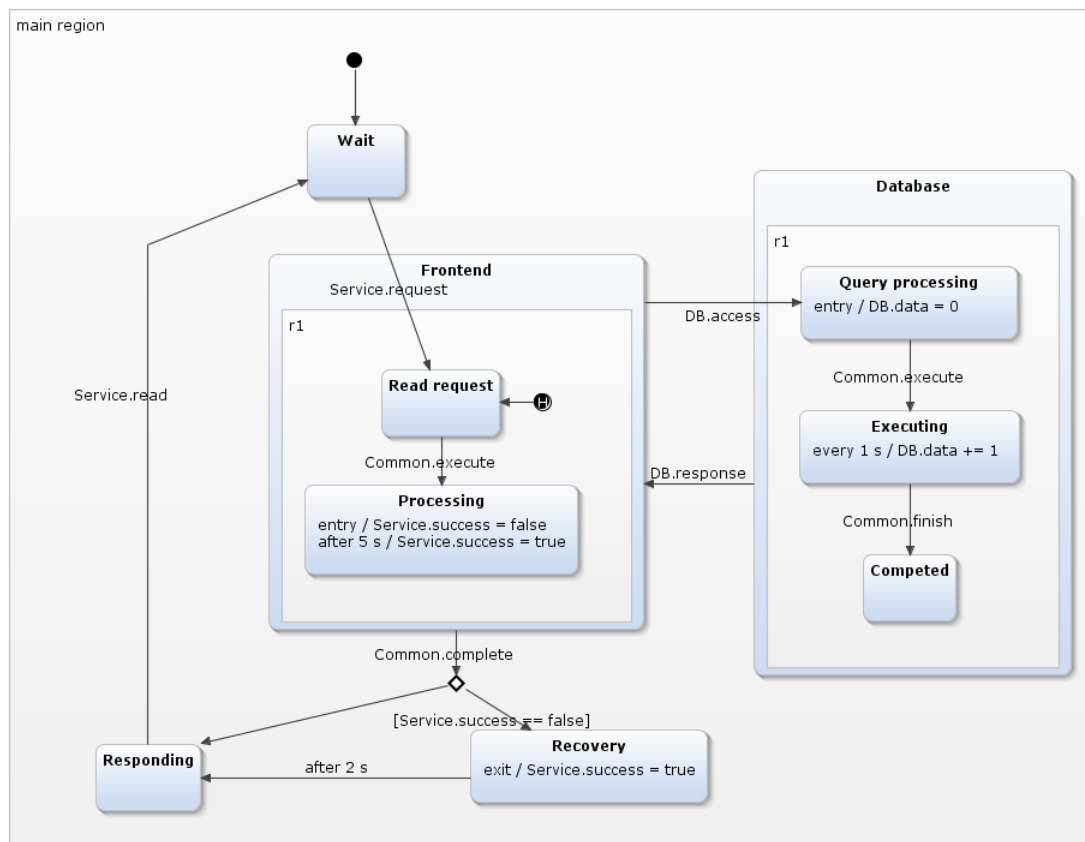 main region
Wait
Database
r1
Frontend
Query processing
entry / DB.data = 0
Service.request
DB.access
r1
Read request
H
Common.execute
Service.read
Executing
every 1 s / DB.data += 1
Common.execute
DB.response
Processing
entry / Service.success = false
after 5 s / Service.success = true
Common.finish
Competed
Common.complete
[Service.success == false]
Recovery
exit / Service.success = true
Responding
after 2 s